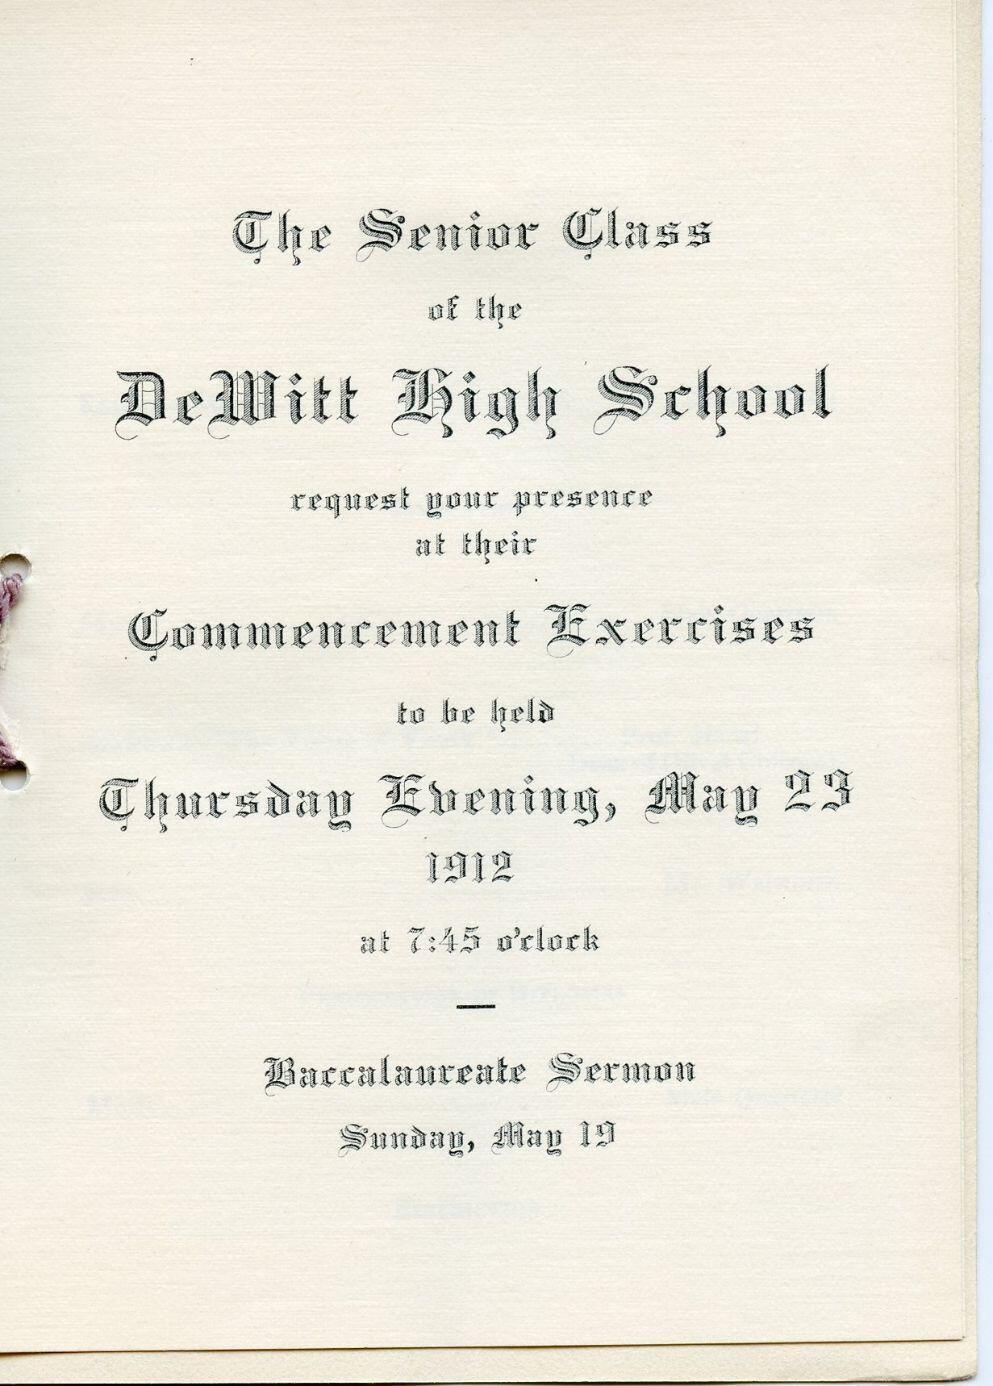 The Senior Class
of the
DeWitt High School
request your presence
at their
Commencement Exercises
to be held
Thursday Evening, May 23
1912
at 7:45 o'clock
Baccalaureate Sermon
Sunday, May 19